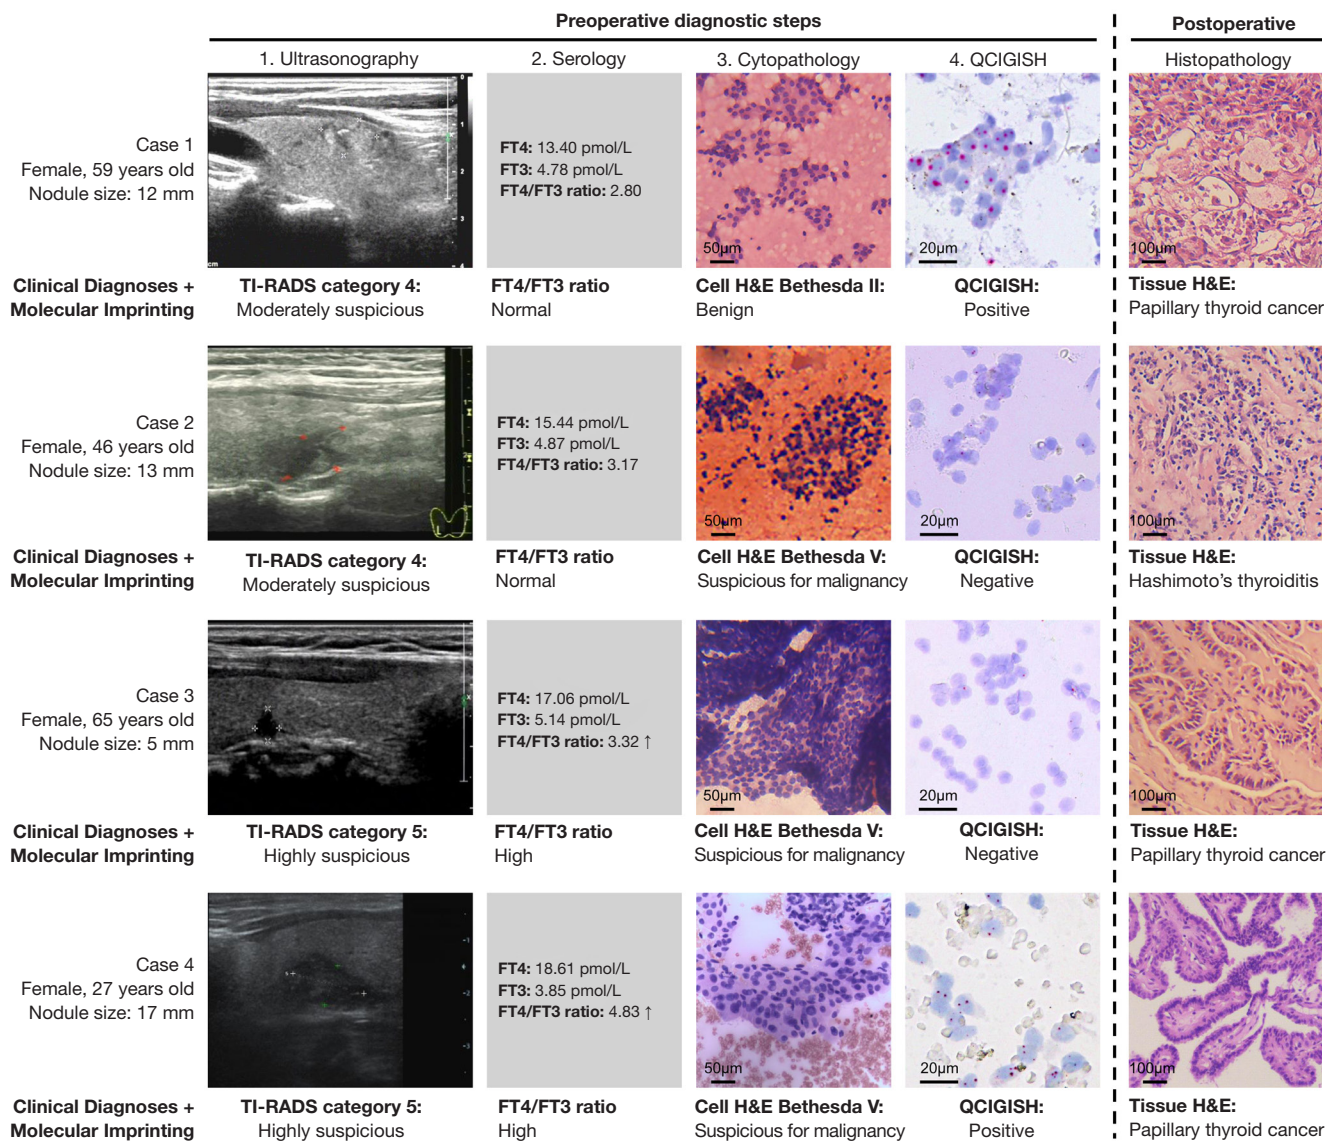 Preoperative diagnostic steps
Postoperative
1. Ultrasonography
2. Serology
3. Cytopathology
4. QCIGISH
Histopathology
Case 1
Female, 59 years old
Nodule size: 12 mm
FT4: 13.40 pmol/L
FT3: 4.78 pmol/L
FT4/FT3 ratio: 2.80
50μm
20μm
100μm
Clinical Diagnoses +
Molecular Imprinting
TI-RADS category 4:
Moderately suspicious
FT4/FT3 ratio
Normal
Cell H&E Bethesda II:
Benign
QCIGISH:
Positive
Tissue H&E:
Papillary thyroid cancer
Case 2
Female, 46 years old
Nodule size: 13 mm
FT4: 15.44 pmol/L
FT3: 4.87 pmol/L
FT4/FT3 ratio: 3.17
50μm
20μm
100μm
Clinical Diagnoses +
Molecular Imprinting
TI-RADS category 4:
Moderately suspicious
FT4/FT3 ratio
Normal
Cell H&E Bethesda V:
Suspicious for malignancy
QCIGISH:
Negative
Tissue H&E:
Hashimoto's thyroiditis
Case 3
Female, 65 years old
Nodule size: 5 mm
FT4: 17.06 pmol/L
FT3: 5.14 pmol/L
FT4/FT3 ratio: 3.32 ↑
50μm
20μm
100μm
Clinical Diagnoses +
Molecular Imprinting
TI-RADS category 5:
Highly suspicious
FT4/FT3 ratio
High
Cell H&E Bethesda V:
Suspicious for malignancy
QCIGISH:
Negative
Tissue H&E:
Papillary thyroid cancer
Case 4
Female, 27 years old
Nodule size: 17 mm
FT4: 18.61 pmol/L
FT3: 3.85 pmol/L
FT4/FT3 ratio: 4.83 ↑
50μm
20μm
100μm
Clinical Diagnoses +
Molecular Imprinting
TI-RADS category 5:
Highly suspicious
FT4/FT3 ratio
High
Cell H&E Bethesda V:
Suspicious for malignancy
QCIGISH:
Positive
Tissue H&E:
Papillary thyroid cancer